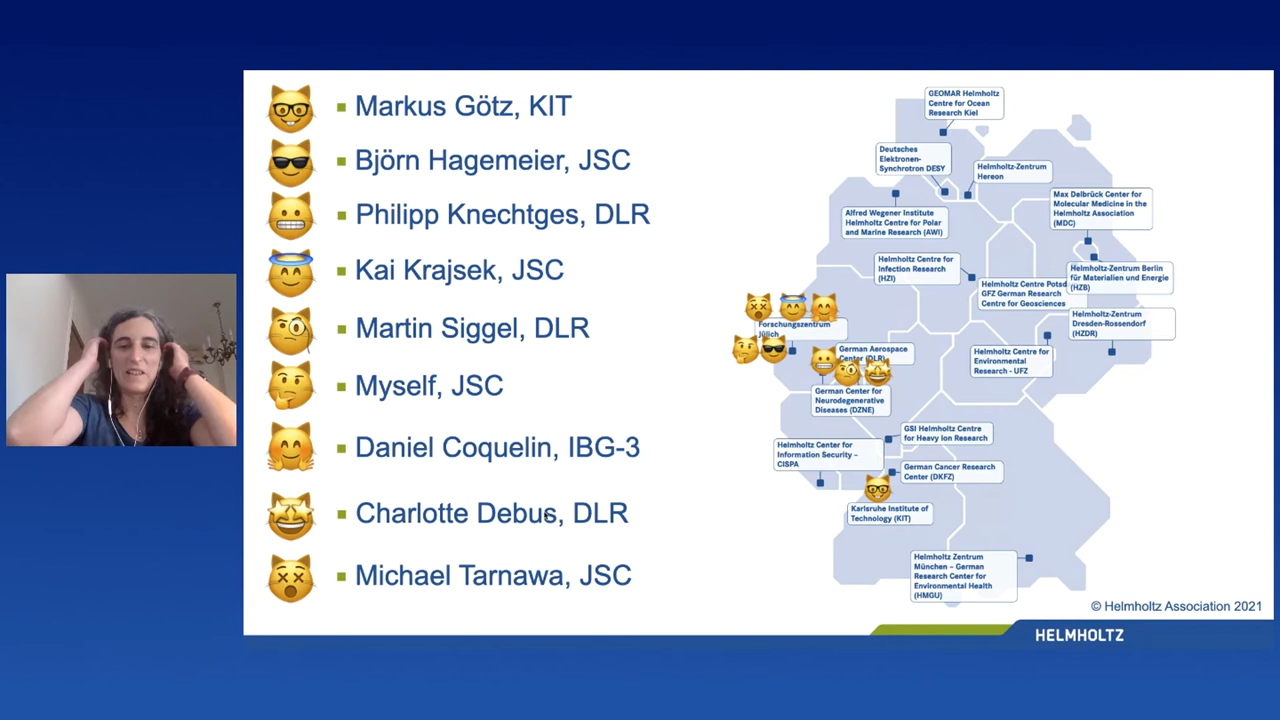 Markus Götz, KIT
Björn Hagemeier, JSC
Philipp Knechtges, DLR
Kai Krajsek, JSC
Martin Siggel, DLR
Myself, JSC
Daniel Coquelin, IBG-3
Charlotte Debus, DLR
Michael Tarnawa, JSC
GEOMAR Helmholtz
Centre for Ocean
Research Kiel
Deutsches
Elektronen-
Synchrotron DESY
Helmholtz-Zentrum
Hereon
Alfred Wegener Institute
Helmholtz Centre for Polar
and Marine Research (AWI)
Max Delbrück Center for
Molecular Medicine in the
Helmholtz Association
(MDC)
Helmholtz Centre for
Infection Research
(HZI)
Helmholtz Centre Potsd
GFZ German Research
Centre for Geosciences
Helmholtz-Zentrum Berlin
für Materialien und Energie
(HZB)
Helmholtz-Zentrum
Dresden-Rossendorf
(HZDR)
Forschungszentrum
Jülich
German Aerospace
Center (DLR)
Helmholtz Centre for
Environmental
Research - UFZ
German Center for
Neurodegenerative
Diseases (DZNE)
GSI Helmholtz Centre
for Heavy Ion Research
Helmholtz Center for
Information Security –
CISPA
German Cancer Research
Center (DKFZ)
Karlsruhe Institute of
Technology (KIT)
Helmholtz Zentrum
München – German
Research Center for
Environmental Health
(HMGU)
© Helmholtz Association 2021
HELMHOLTZ